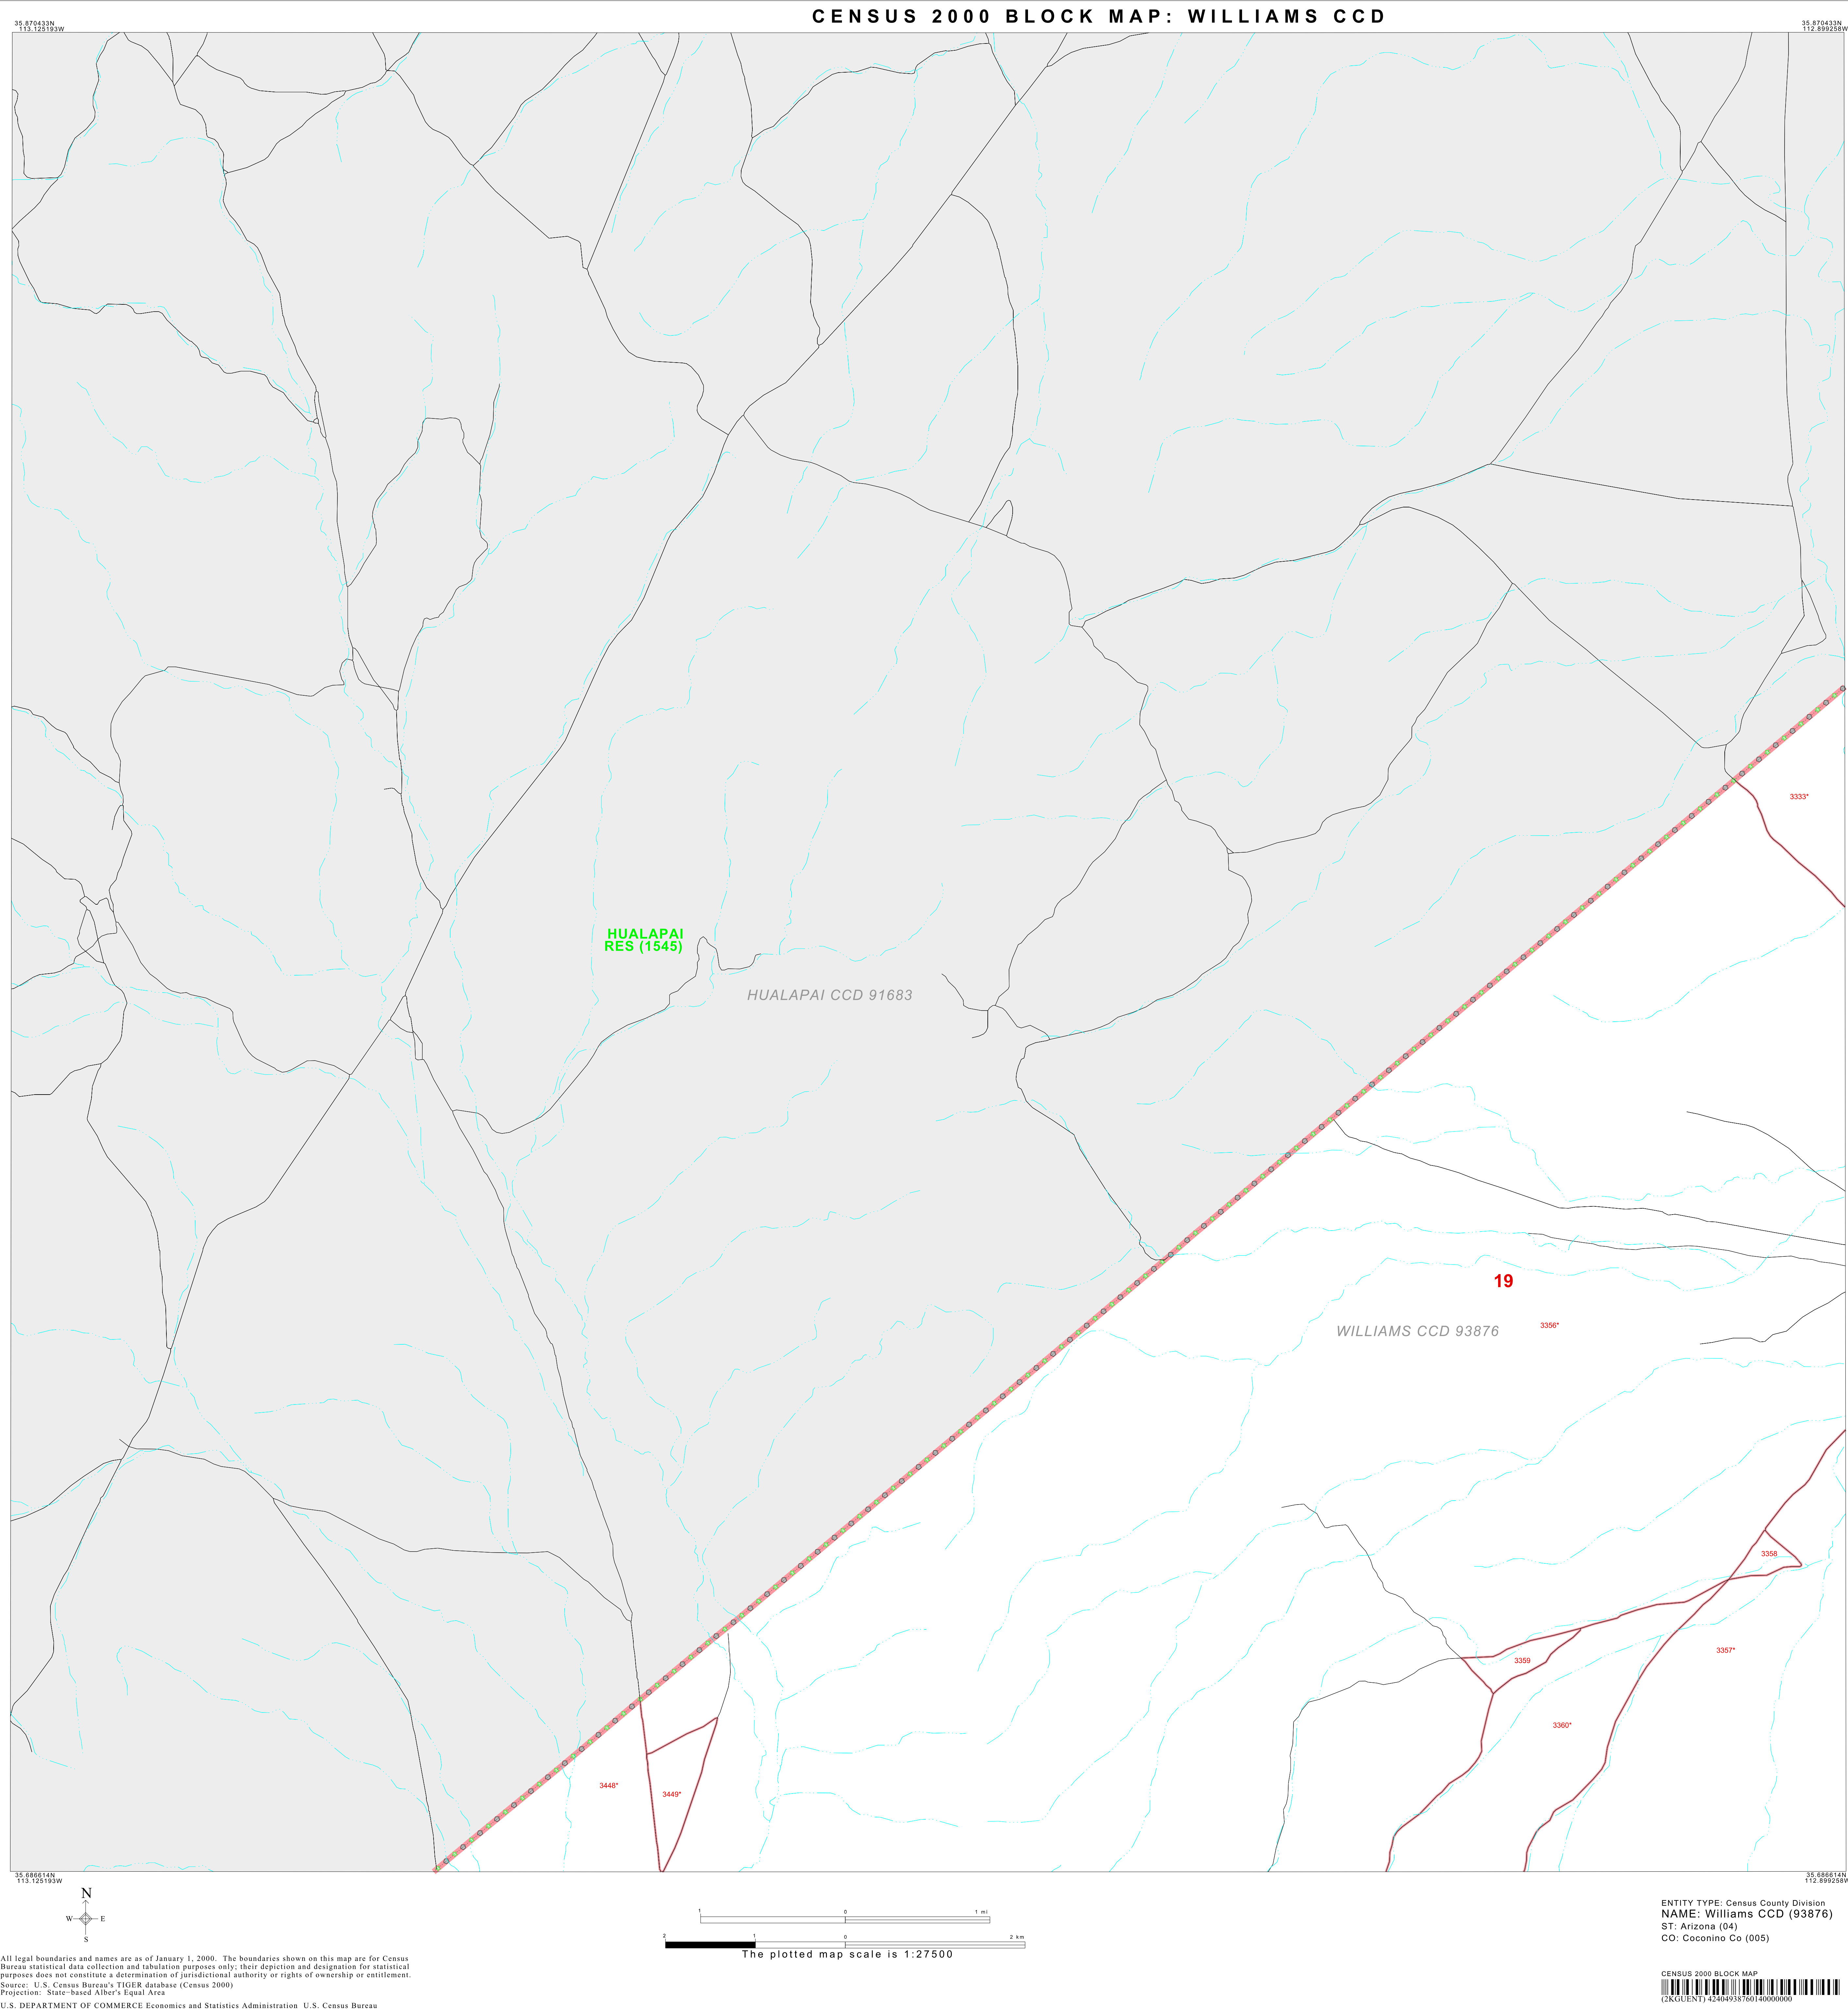 CENSUS 2000 BLOCK MAP: WILLIAMS CCD
35.870433N
113.125193W
35.870433N
112.899258W
3333*
HUALAPAI
RES (1545)
HUALAPAI CCD 91683
19
3356*
WILLIAMS CCD 93876
3358
3357*
3359
3360*
3448*
3449*
35.686614N
113.125193W
35.686614N
112.899258W
N
W E
S
1 0 1 mi
2 1 0 2 km
The plotted map scale is 1:27500
All legal boundaries and names are as of January 1, 2000. The boundaries shown on this map are for Census
Bureau statistical data collection and tabulation purposes only; their depiction and designation for statistical
purposes does not constitute a determination of jurisdictional authority or rights of ownership or entitlement.
Source: U.S. Census Bureau's TIGER database (Census 2000)
Projection: State-based Alber's Equal Area
U.S. DEPARTMENT OF COMMERCE Economics and Statistics Administration U.S. Census Bureau
ENTITY TYPE: Census County Division
NAME: Williams CCD (93876)
ST: Arizona (04)
CO: Coconino Co (005)
CENSUS 2000 BLOCK MAP
(2KGUENT) 42404938760140000000